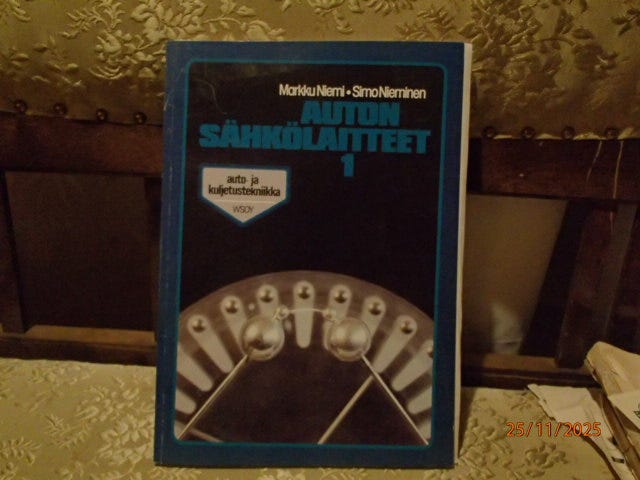 Markku Niemi • Simo Nieminen
AUTON
SÄHKÖLAITTEET
1
auto- ja
kuljetustekniikka
WSOY
25/11/2025